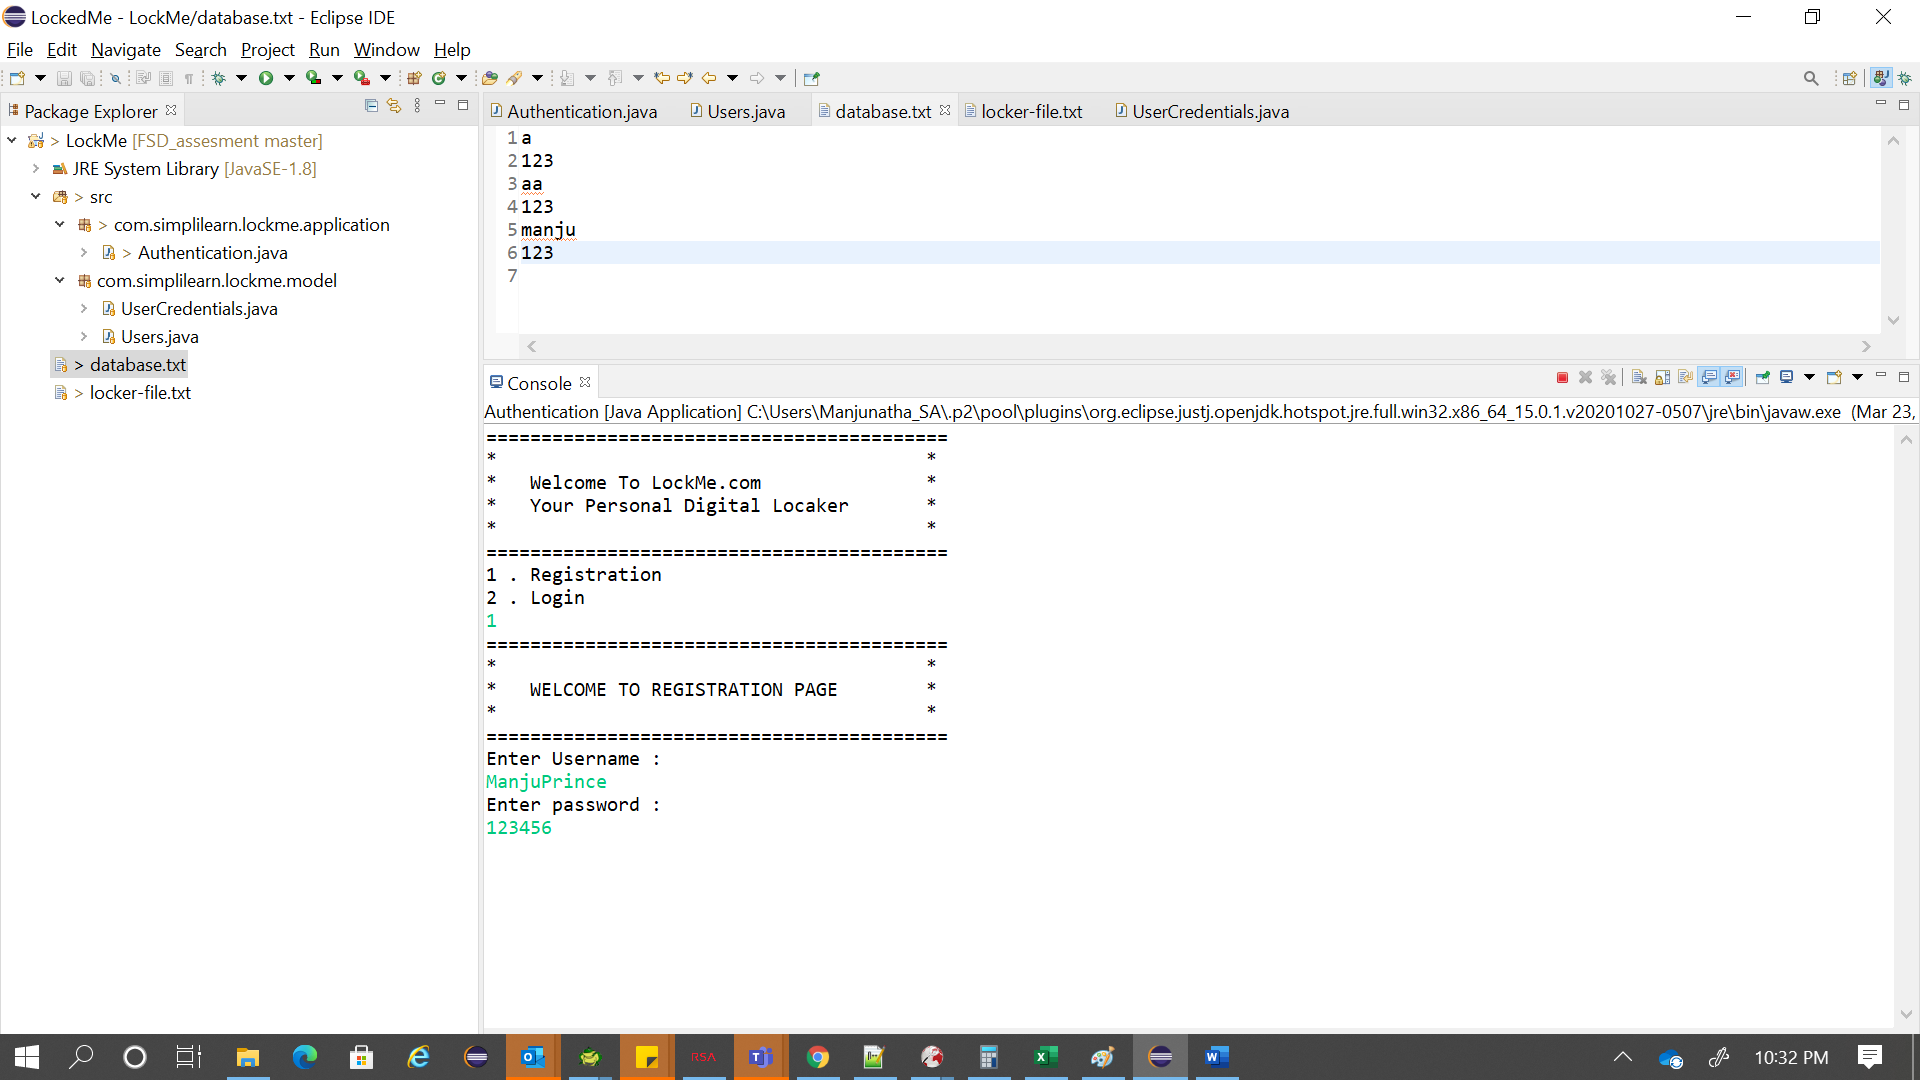 LockedMe - LockMe/database.txt - Eclipse IDE
File Edit Navigate Search Project Run Window Help
Package Explorer
> LockMe [FSD_assesment master]
JRE System Library [JavaSE-1.8]
> src
> com.simplilearn.lockme.application
> Authentication.java
com.simplilearn.lockme.model
UserCredentials.java
Users.java
> database.txt
> locker-file.txt
Authentication.java Users.java database.txt locker-file.txt UserCredentials.java
1 a
2 123
3 aa
4 123
5 manju
6 123
7
Console
Authentication [Java Application] C:\Users\Manjunatha_SA\.p2\pool\plugins\org.eclipse.justj.openjdk.hotspot.jre.full.win32.x86_64_15.0.1.v20201027-0507\jre\bin\javaw.exe (Mar 23,
==========================================
* *
* Welcome To LockMe.com *
* Your Personal Digital Locaker *
* *
==========================================
1 . Registration
2 . Login
1
==========================================
* *
* WELCOME TO REGISTRATION PAGE *
* *
==========================================
Enter Username :
ManjuPrince
Enter password :
123456
RSA
10:32 PM